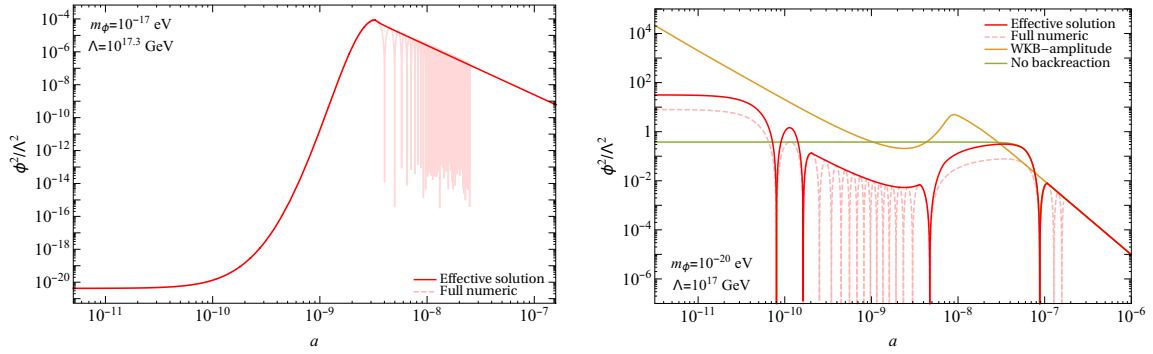 m_ϕ=10^-17 eV
Λ=10^17.3 GeV
ϕ²/Λ²
10^-4
10^-6
10^-8
10^-10
10^-12
10^-14
10^-16
10^-18
10^-20
Effective solution
Full numeric
10^-11 10^-10 10^-9 10^-8 10^-7
a
Effective solution
Full numeric
WKB-amplitude
No backreaction
ϕ²/Λ²
10^4
10^2
1
10^-2
10^-4
10^-6
m_ϕ=10^-20 eV
Λ=10^17 GeV
10^-11 10^-10 10^-9 10^-8 10^-7 10^-6
a